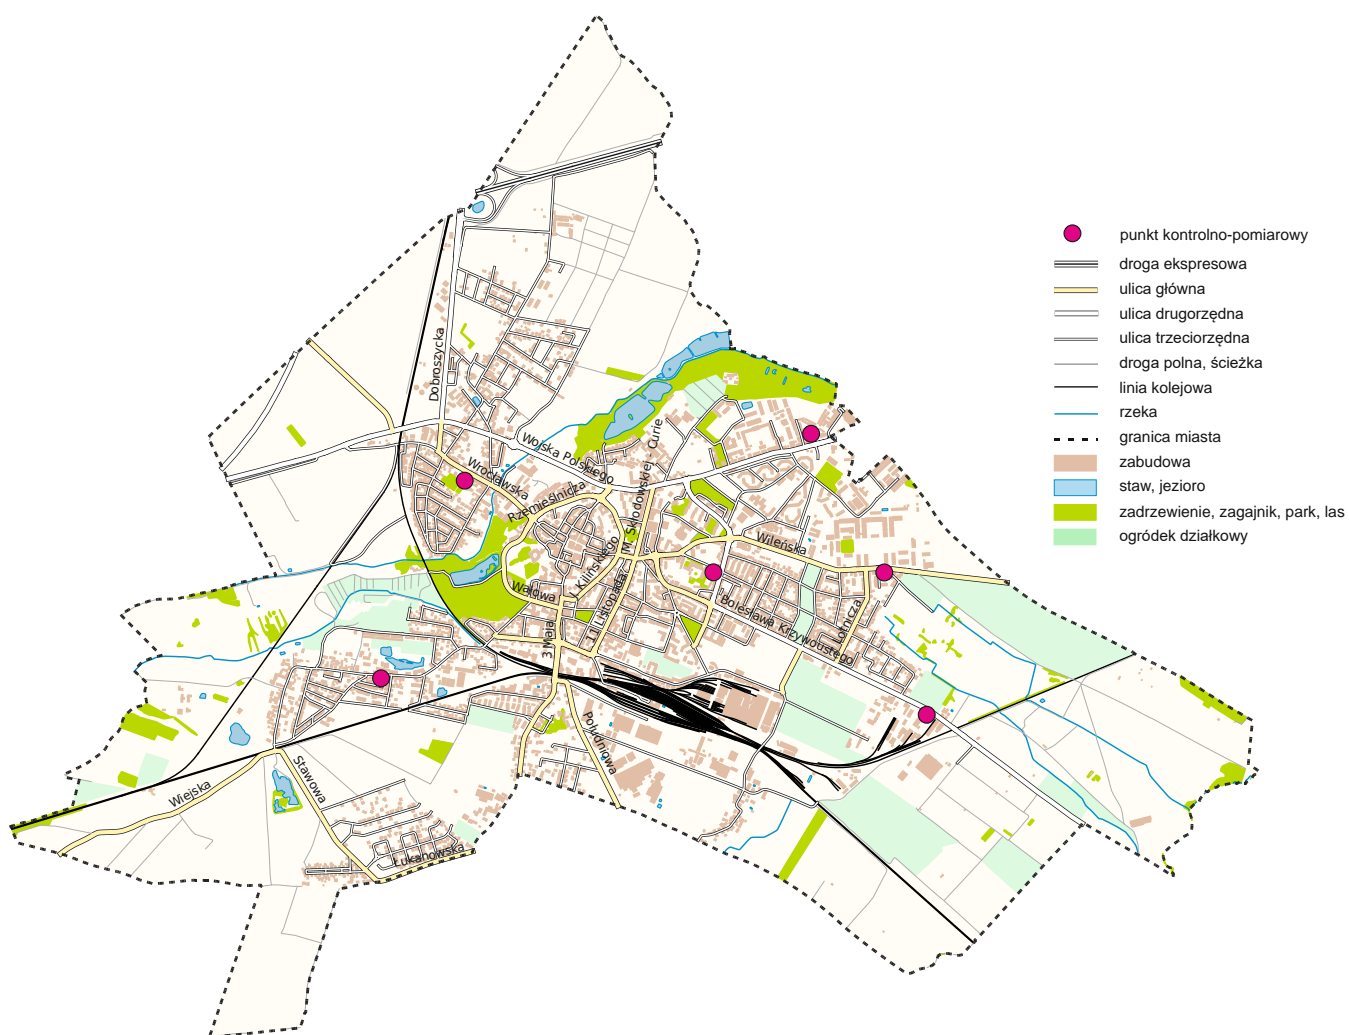 punkt kontrolno-pomiarowy
droga ekspresowa
ulica główna
ulica drugorzędna
ulica trzeciorzędna
droga polna, ścieżka
linia kolejowa
rzeka
granica miasta
zabudowa
staw, jezioro
zadrzewienie, zagajnik, park, las
ogródek działkowy
Dobroszycka
Wojska Polskiego
M. Skłodowskiej - Curie
Wrocławska
Rzemieślnicza
Wileńska
J. Kilińskiego
Wałowa
11 Listopada
3 Maja
Bolesława Krzywoustego
Lotnicza
Południowa
Stawowa
Wiejska
Łukanowska